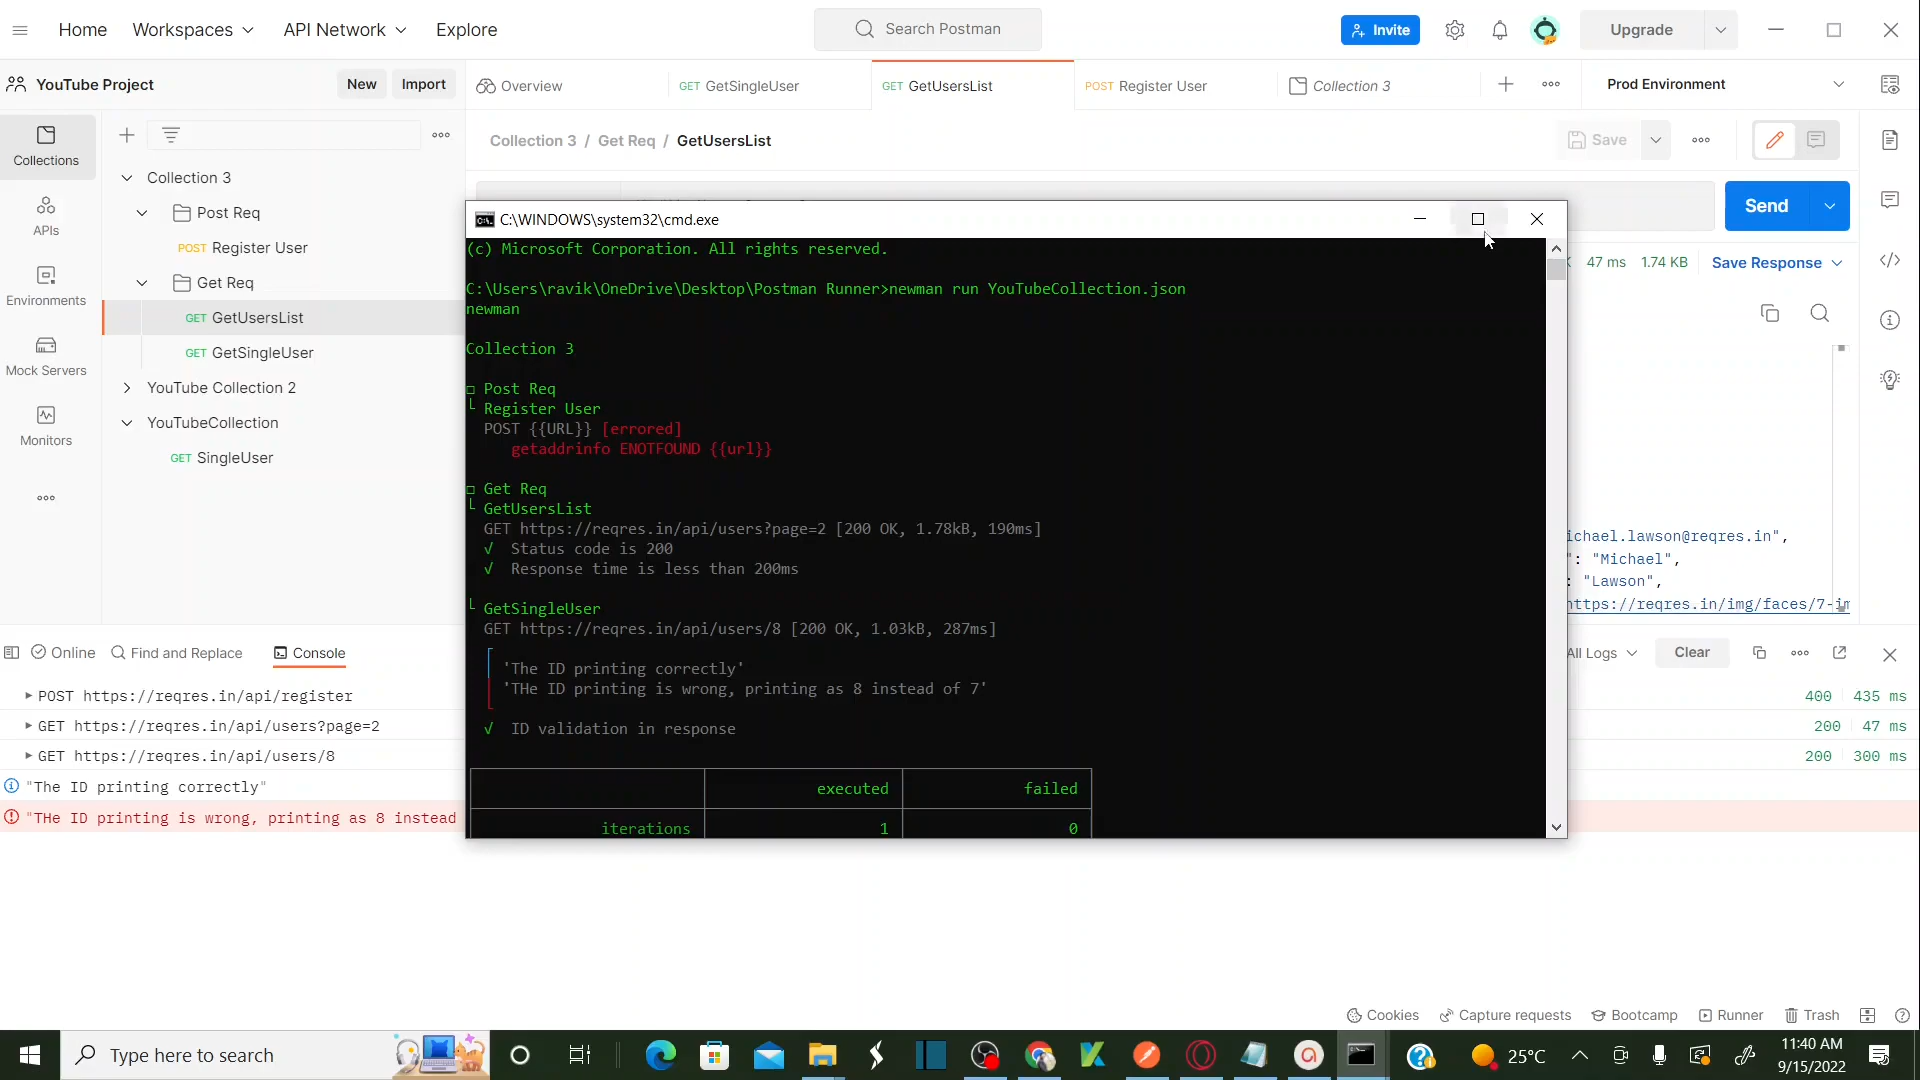 Home Workspaces API Network Explore Search Postman Invite Upgrade
YouTube Project New Import Overview GET GetSingleUser GET GetUsersList POST Register User Collection 3 Prod Environment
Collections
APIs
Environments
Mock Servers
Monitors
Collection 3
Post Req
POST Register User
Get Req
GET GetUsersList
GET GetSingleUser
YouTube Collection 2
YouTubeCollection
GET SingleUser
Collection 3 / Get Req / GetUsersList Save
Send
47 ms 1.74 KB Save Response
ichael.lawson@reqres.in",
": "Michael",
: "Lawson",
https://reqres.in/img/faces/7-im
C:\WINDOWS\system32\cmd.exe
(c) Microsoft Corporation. All rights reserved.
C:\Users\ravik\OneDrive\Desktop\Postman Runner>newman run YouTubeCollection.json
newman
Collection 3
□ Post Req
└ Register User
POST {{URL}} [errored]
getaddrinfo ENOTFOUND {{url}}
□ Get Req
└ GetUsersList
GET https://reqres.in/api/users?page=2 [200 OK, 1.78kB, 190ms]
√ Status code is 200
√ Response time is less than 200ms
└ GetSingleUser
GET https://reqres.in/api/users/8 [200 OK, 1.03kB, 287ms]
'The ID printing correctly'
'THe ID printing is wrong, printing as 8 instead of 7'
√ ID validation in response
executed failed
iterations 1 0
Online Find and Replace Console All Logs Clear
POST https://reqres.in/api/register 400 435 ms
GET https://reqres.in/api/users?page=2 200 47 ms
GET https://reqres.in/api/users/8 200 300 ms
"The ID printing correctly"
"THe ID printing is wrong, printing as 8 instead
Cookies Capture requests Bootcamp Runner Trash
Type here to search 25°C 11:40 AM
9/15/2022